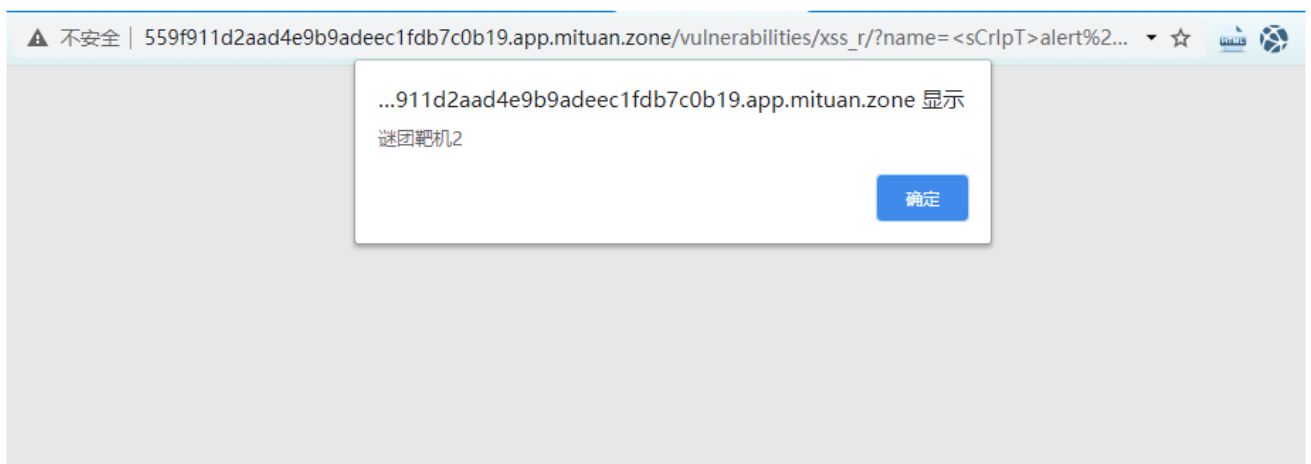 不安全 | 559f911d2aad4e9b9adeec1fdb7c0b19.app.mituan.zone/vulnerabilities/xss_r/?name=<sCrIpT>alert%2...
...911d2aad4e9b9adeec1fdb7c0b19.app.mituan.zone 显示
谜团靶机2
确定